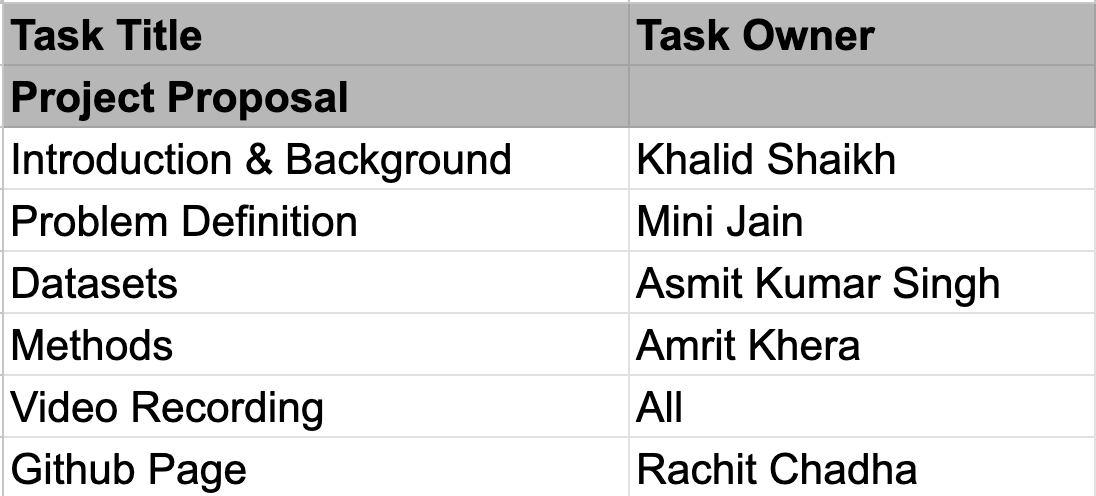 Task Title Task Owner
Project Proposal
Introduction & Background Khalid Shaikh
Problem Definition Mini Jain
Datasets Asmit Kumar Singh
Methods Amrit Khera
Video Recording All
Github Page Rachit Chadha